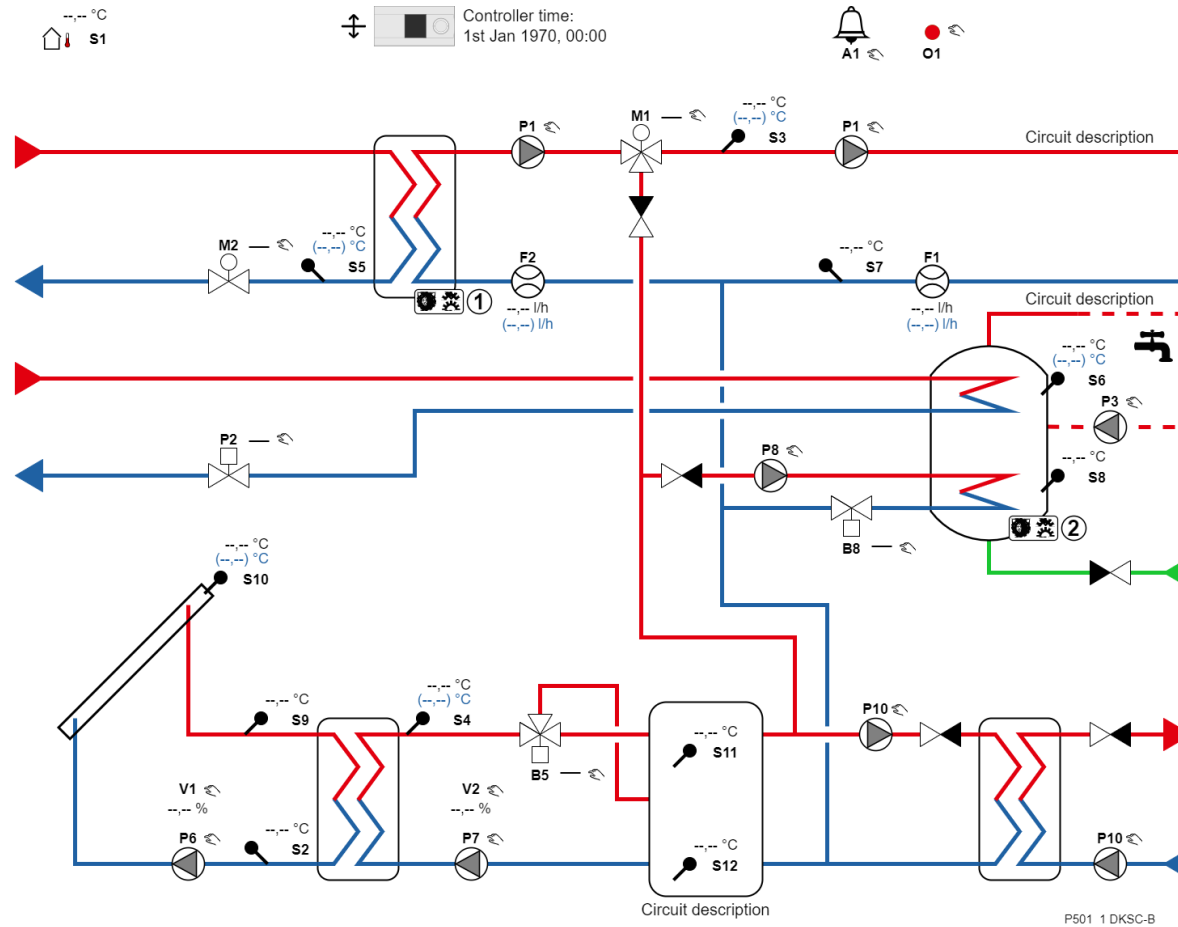 --,-- °C
S1
Controller time:
1st Jan 1970, 00:00
A1
O1
P1
M1
--,-- °C
(--,--) °C
S3
P1
Circuit description
M2
--,-- °C
(--,--) °C
S5
F2
--,-- l/h
(--,--) l/h
--,-- °C
S7
F1
--,-- l/h
(--,--) l/h
1
Circuit description
--,-- °C
(--,--) °C
S6
P3
P2
P8
--,-- °C
S8
B8
2
--,-- °C
(--,--) °C
S10
--,-- °C
S9
--,-- °C
(--,--) °C
S4
B5
--,-- °C
S11
P10
V1
--,-- %
P6
--,-- °C
S2
V2
--,-- %
P7
--,-- °C
S12
P10
Circuit description
P501 1 DKSC-B